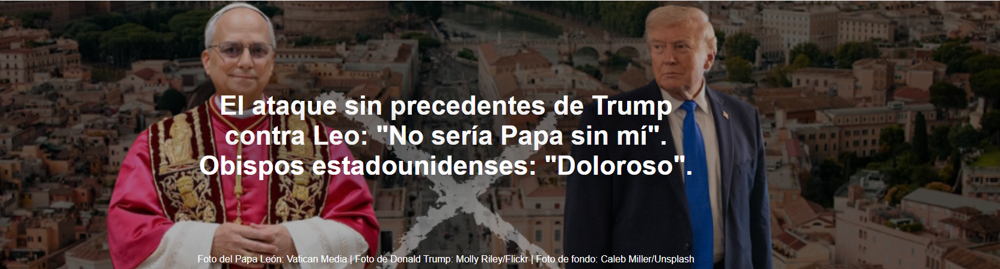 El ataque sin precedentes de Trump
contra Leo: "No sería Papa sin mí".
Obispos estadounidenses: "Doloroso".
Foto del Papa León: Vatican Media | Foto de Donald Trump: Molly Riley/Flickr | Foto de fondo: Caleb Miller/Unsplash